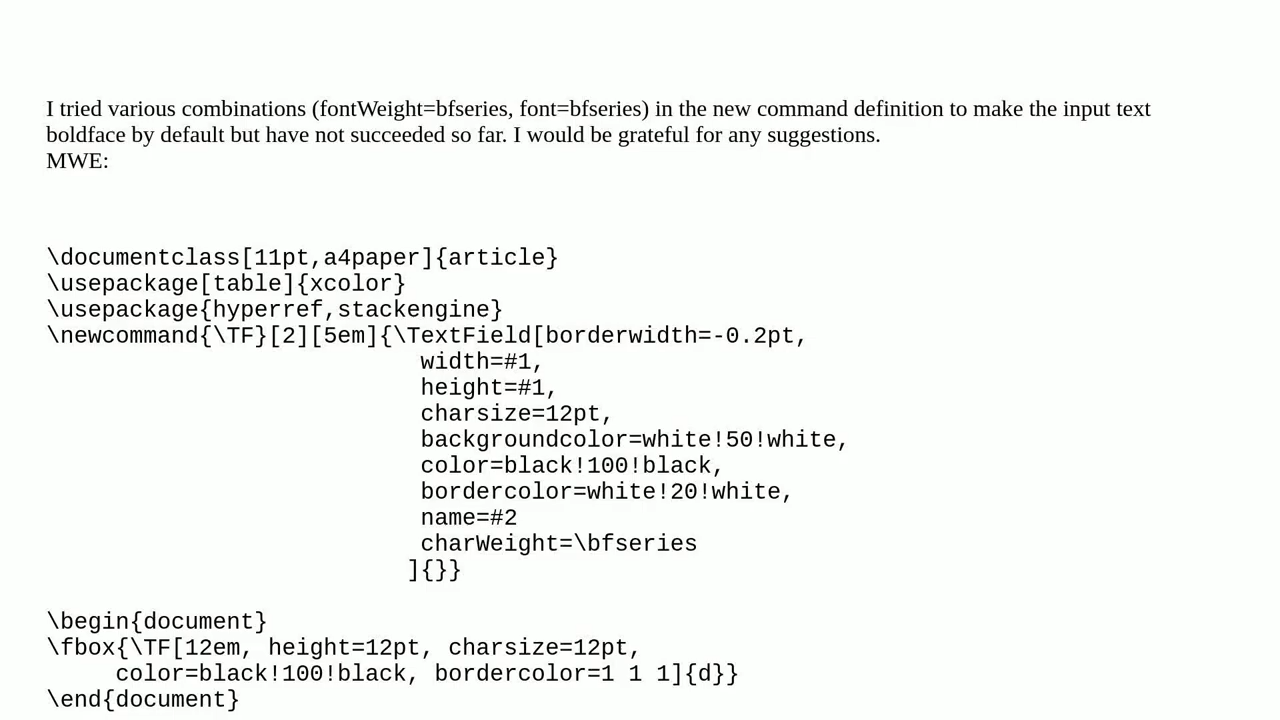 I tried various combinations (fontWeight=bfseries, font=bfseries) in the new command definition to make the input text
boldface by default but have not succeeded so far. I would be grateful for any suggestions.
MWE:
\documentclass[11pt,a4paper]{article}
\usepackage[table]{xcolor}
\usepackage{hyperref,stackengine}
\newcommand{\TF}[2][5em]{\TextField[borderwidth=-0.2pt,
width=#1,
height=#1,
charsize=12pt,
backgroundcolor=white!50!white,
color=black!100!black,
bordercolor=white!20!white,
name=#2
charWeight=\bfseries
]{}}
\begin{document}
\fbox{\TF[12em, height=12pt, charsize=12pt,
color=black!100!black, bordercolor=1 1 1]{d}}
\end{document}